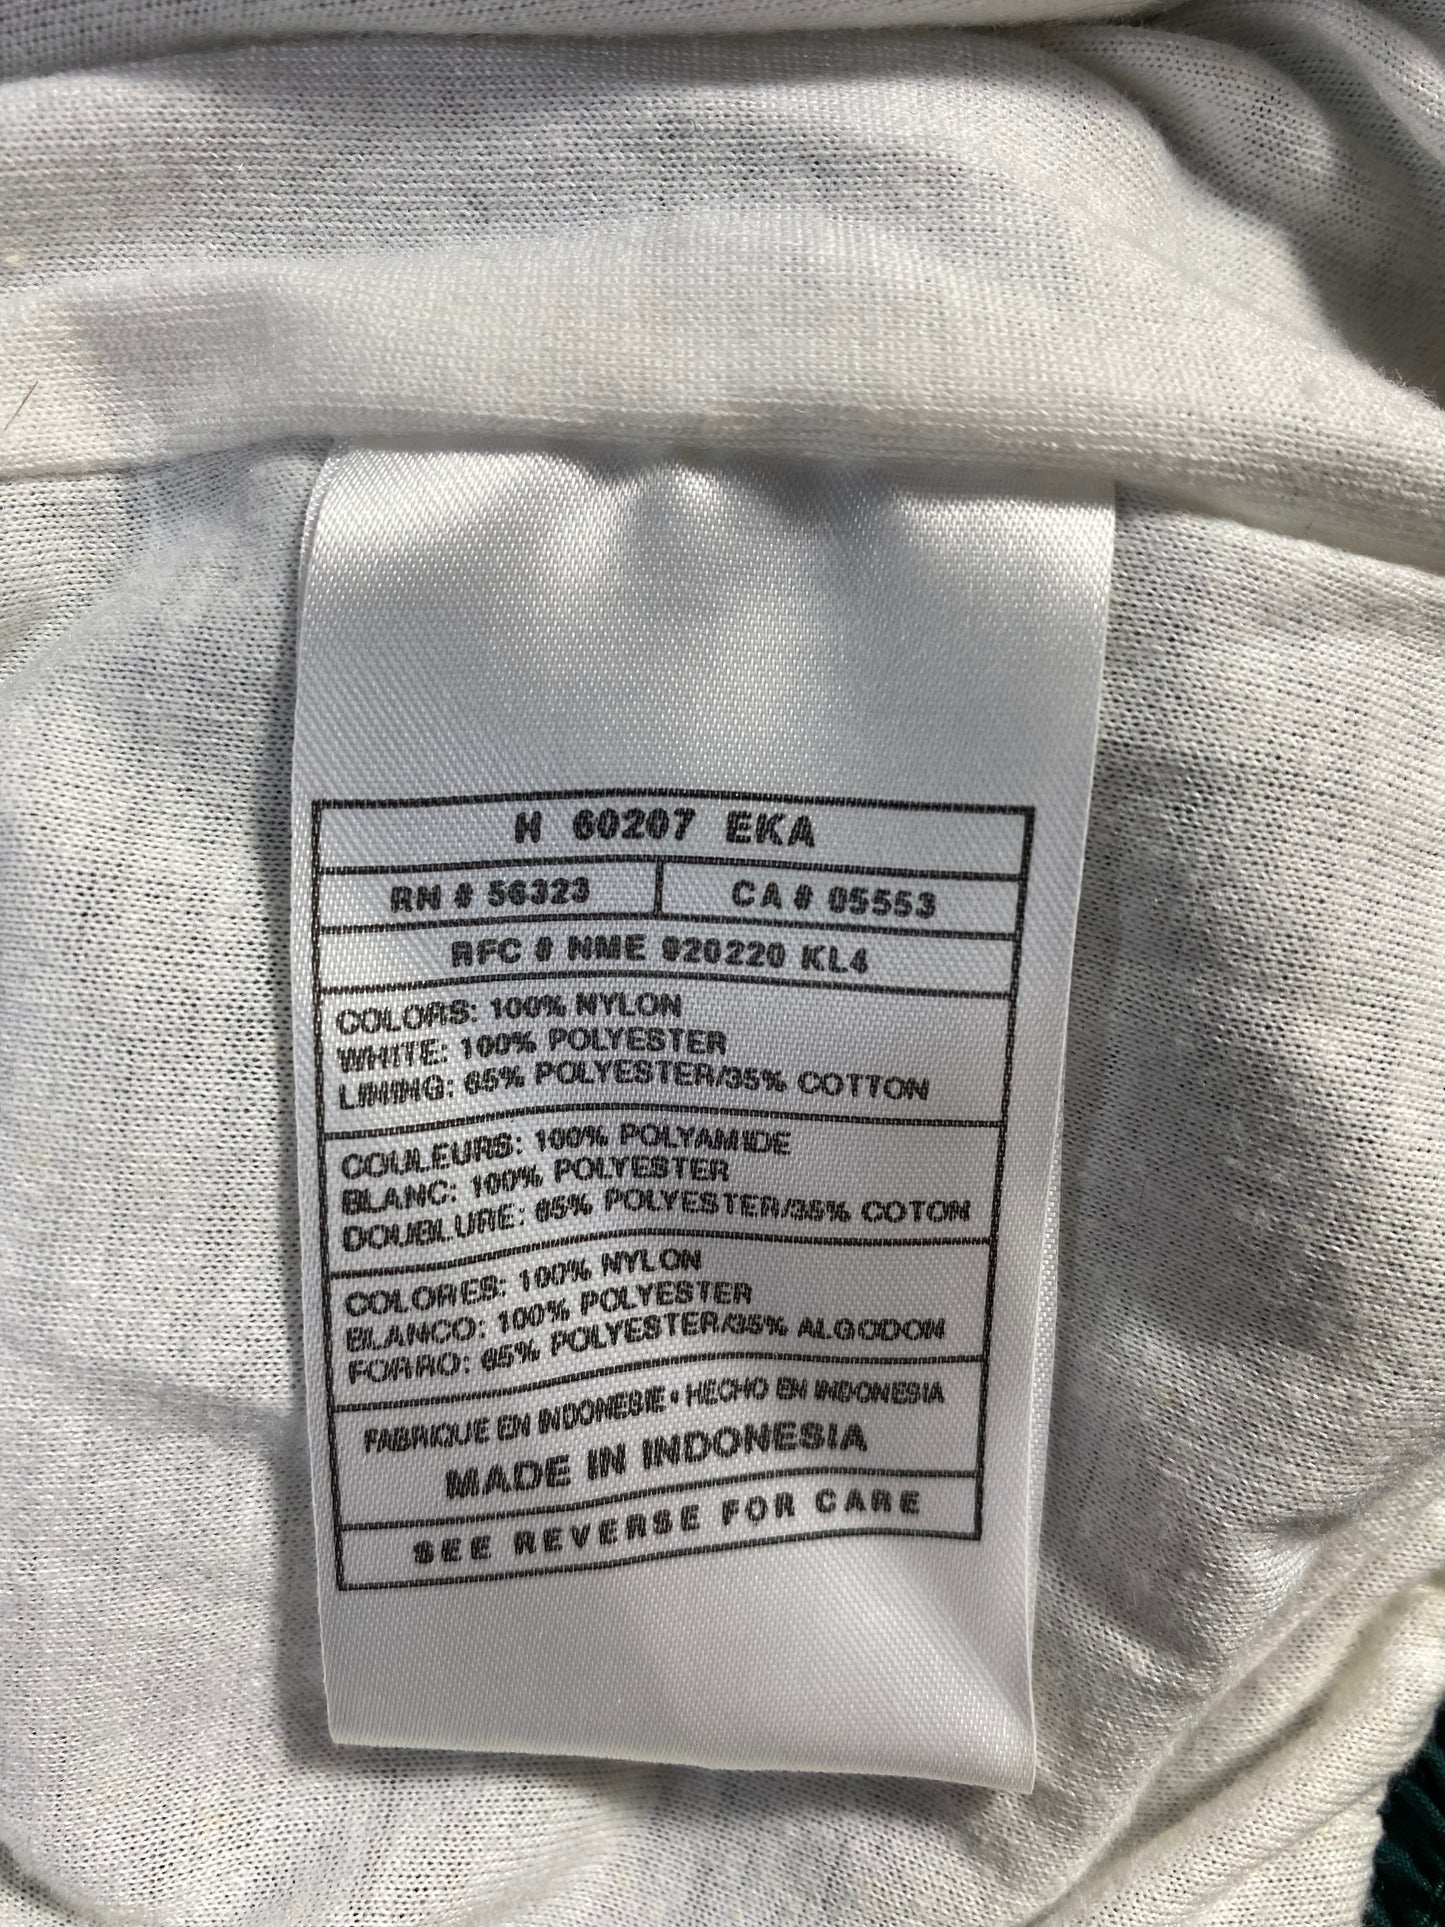 H 60207 EKA
RN # 56323 CA # 05553
RFC # NME 920220 KL4
COLORS: 100% NYLON
WHITE: 100% POLYESTER
LINING: 65% POLYESTER/35% COTTON
COULEURS: 100% POLYAMIDE
BLANC: 100% POLYESTER
DOUBLURE: 65% POLYESTER/35% COTON
COLORES: 100% NYLON
BLANCO: 100% POLYESTER
FORRO: 65% POLYESTER/35% ALGODON
FABRIQUE EN INDONESIE • HECHO EN INDONESIA
MADE IN INDONESIA
SEE REVERSE FOR CARE